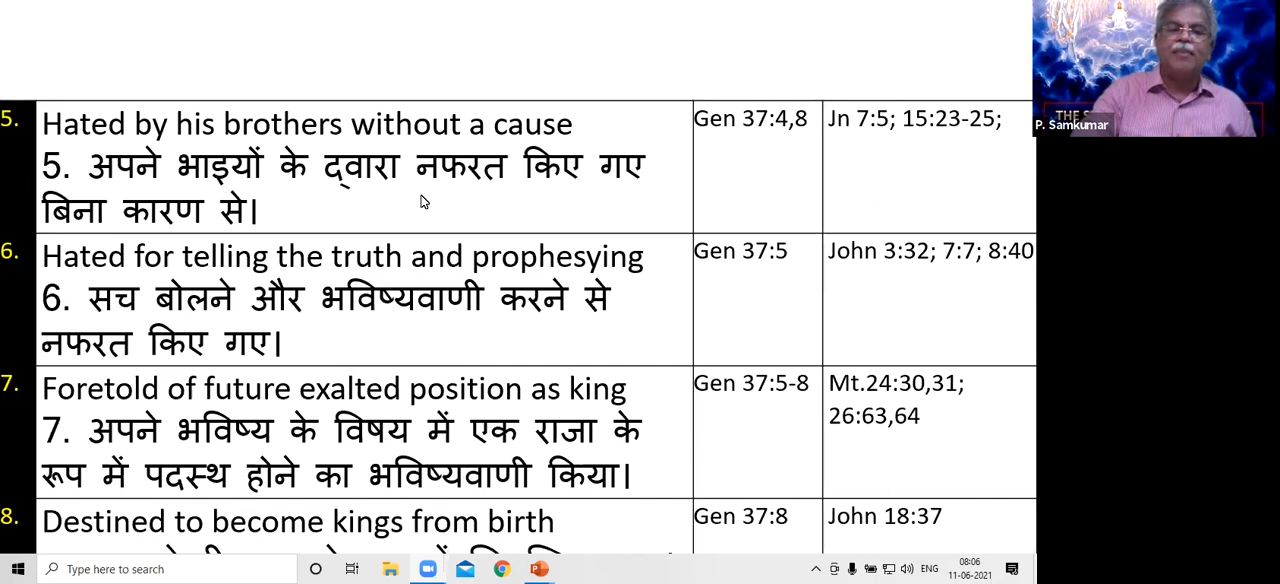 5.
Hated by his brothers without a cause
5. अपने भाइयों के द्वारा नफरत किए गए
बिना कारण से।
Gen 37:4,8
Jn 7:5; 15:23-25;
6.
Hated for telling the truth and prophesying
6. सच बोलने और भविष्यवाणी करने से
नफरत किए गए।
Gen 37:5
John 3:32; 7:7; 8:40
7.
Foretold of future exalted position as king
7. अपने भविष्य के विषय में एक राजा के
रूप में पदस्थ होने का भविष्यवाणी किया।
Gen 37:5-8
Mt.24:30,31;
26:63,64
8.
Destined to become kings from birth
Gen 37:8
John 18:37
THE S
P. Samkumar
Type here to search
ENG
08:06
11-06-2021